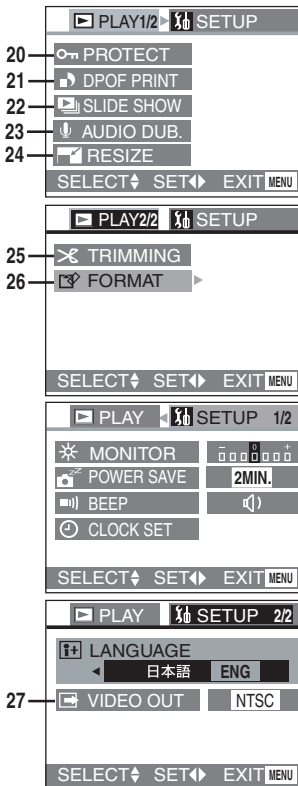 PLAY1/2 SETUP
20 PROTECT
21 DPOF PRINT
22 SLIDE SHOW
23 AUDIO DUB.
24 RESIZE
SELECT SET EXIT MENU
PLAY2/2 SETUP
25 TRIMMING
26 FORMAT
SELECT SET EXIT MENU
PLAY SETUP 1/2
MONITOR – 0 +
POWER SAVE 2MIN.
BEEP
CLOCK SET
SELECT SET EXIT MENU
PLAY SETUP 2/2
LANGUAGE
日本語 ENG
27 VIDEO OUT NTSC
SELECT SET EXIT MENU